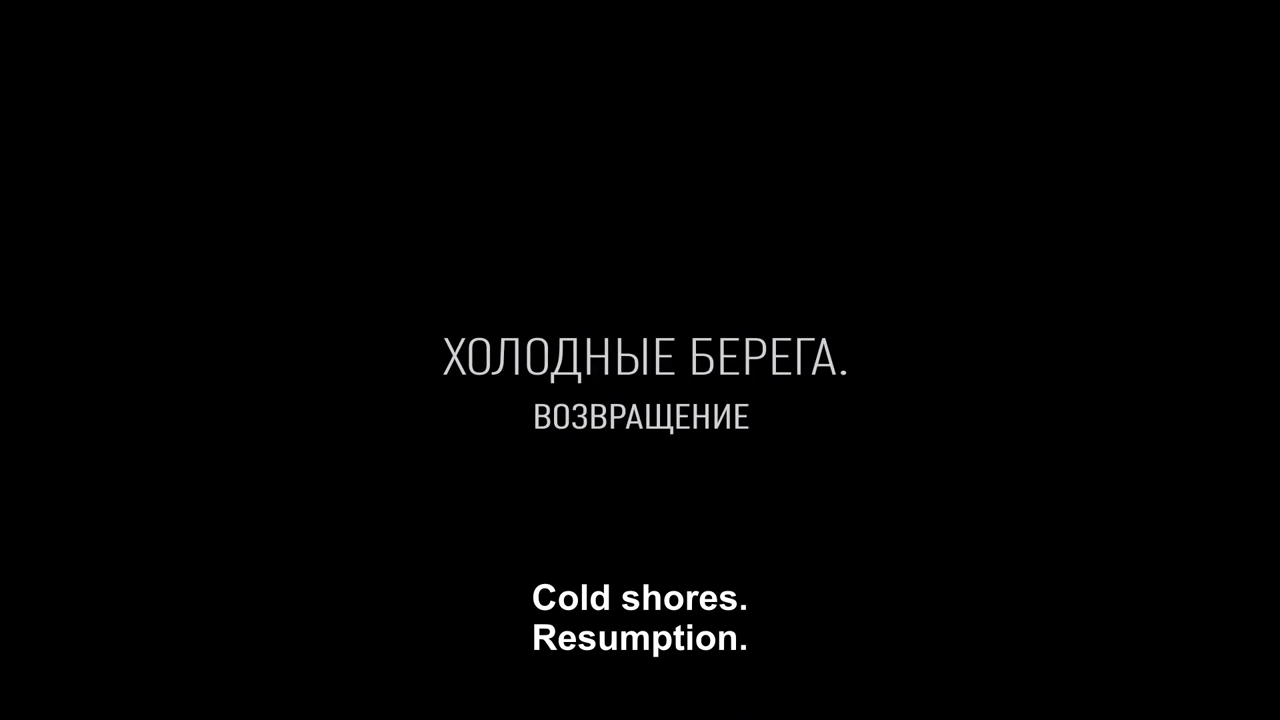 ХОЛОДНЫЕ БЕРЕГА.
ВОЗВРАЩЕНИЕ
Cold shores.
Resumption.